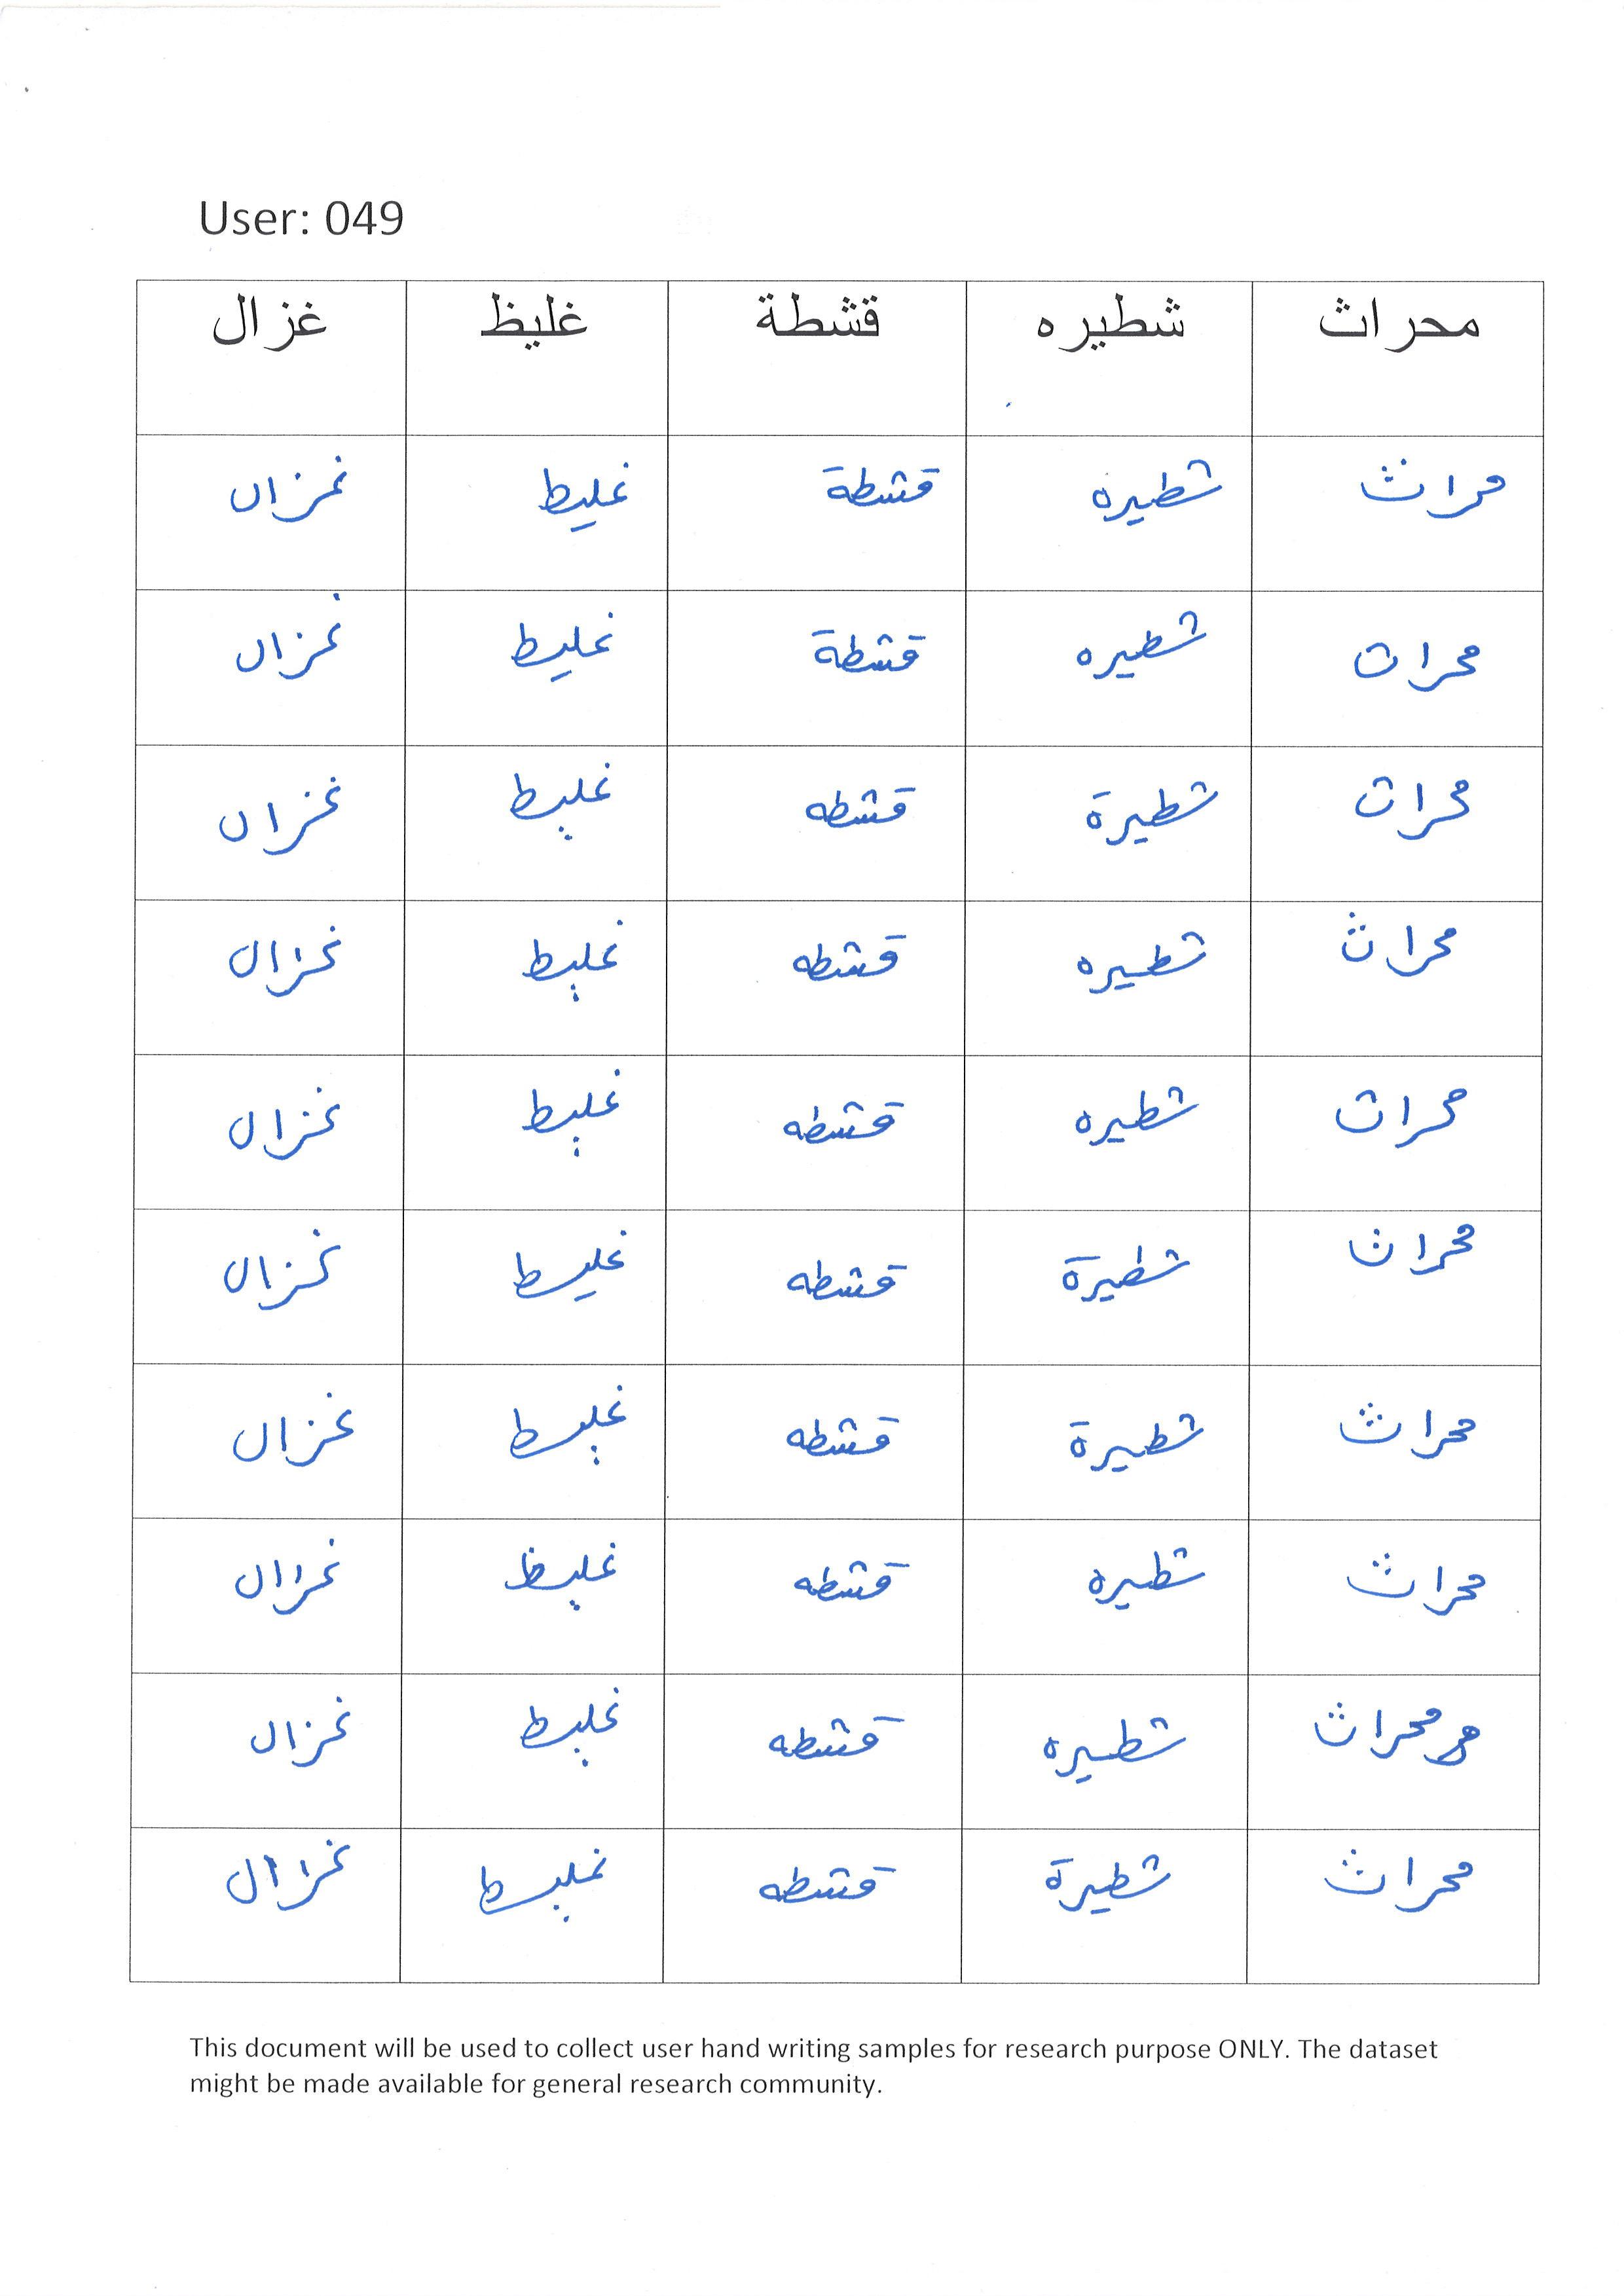 User: 049
محراث شطيره قشطة غليظ غزال
محراث شطيره قشطة غليط غزال
محراث شطيره قشطة غليط غزال
محراث شطيرة قشطه غليط غزال
محراث شطيره قشطه غليط غزال
محراث شطيره قشطه غليط غزال
محراث شطيرة قشطه غليط غزال
محراث شطيرة قشطه غليط غزال
محراث شطيره قشطه غليظ غزال
محراث شطيره قشطه غليط غزال
محراث شطيرة قشطه غليط غزال
This document will be used to collect user hand writing samples for research purpose ONLY. The dataset
might be made available for general research community.